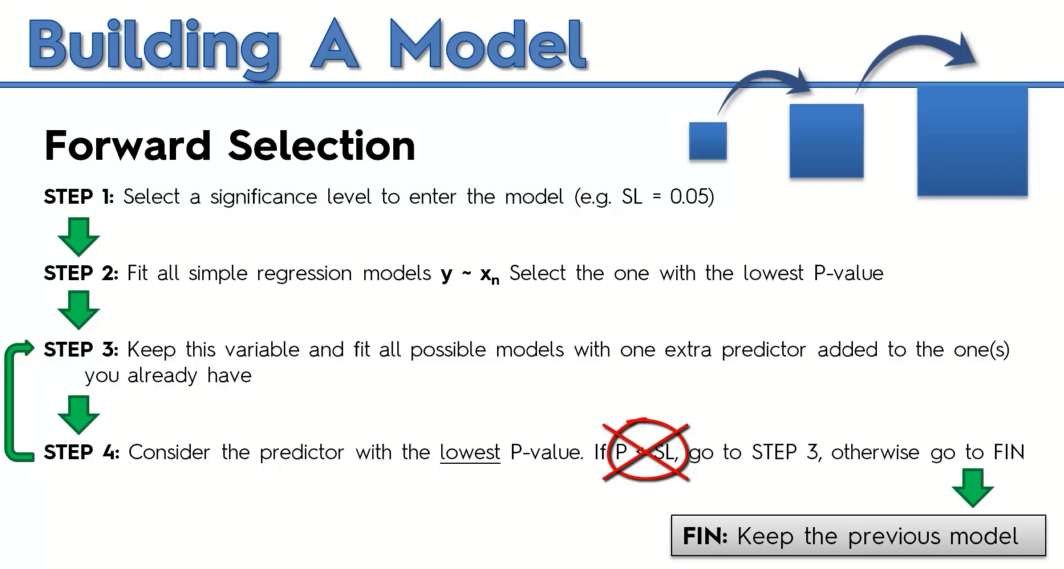 Building A Model
Forward Selection
STEP 1: Select a significance level to enter the model (e.g. SL = 0.05)
STEP 2: Fit all simple regression models y ~ xn Select the one with the lowest P-value
STEP 3: Keep this variable and fit all possible models with one extra predictor added to the one(s)
you already have
STEP 4: Consider the predictor with the lowest P-value. If P < SL, go to STEP 3, otherwise go to FIN
FIN: Keep the previous model